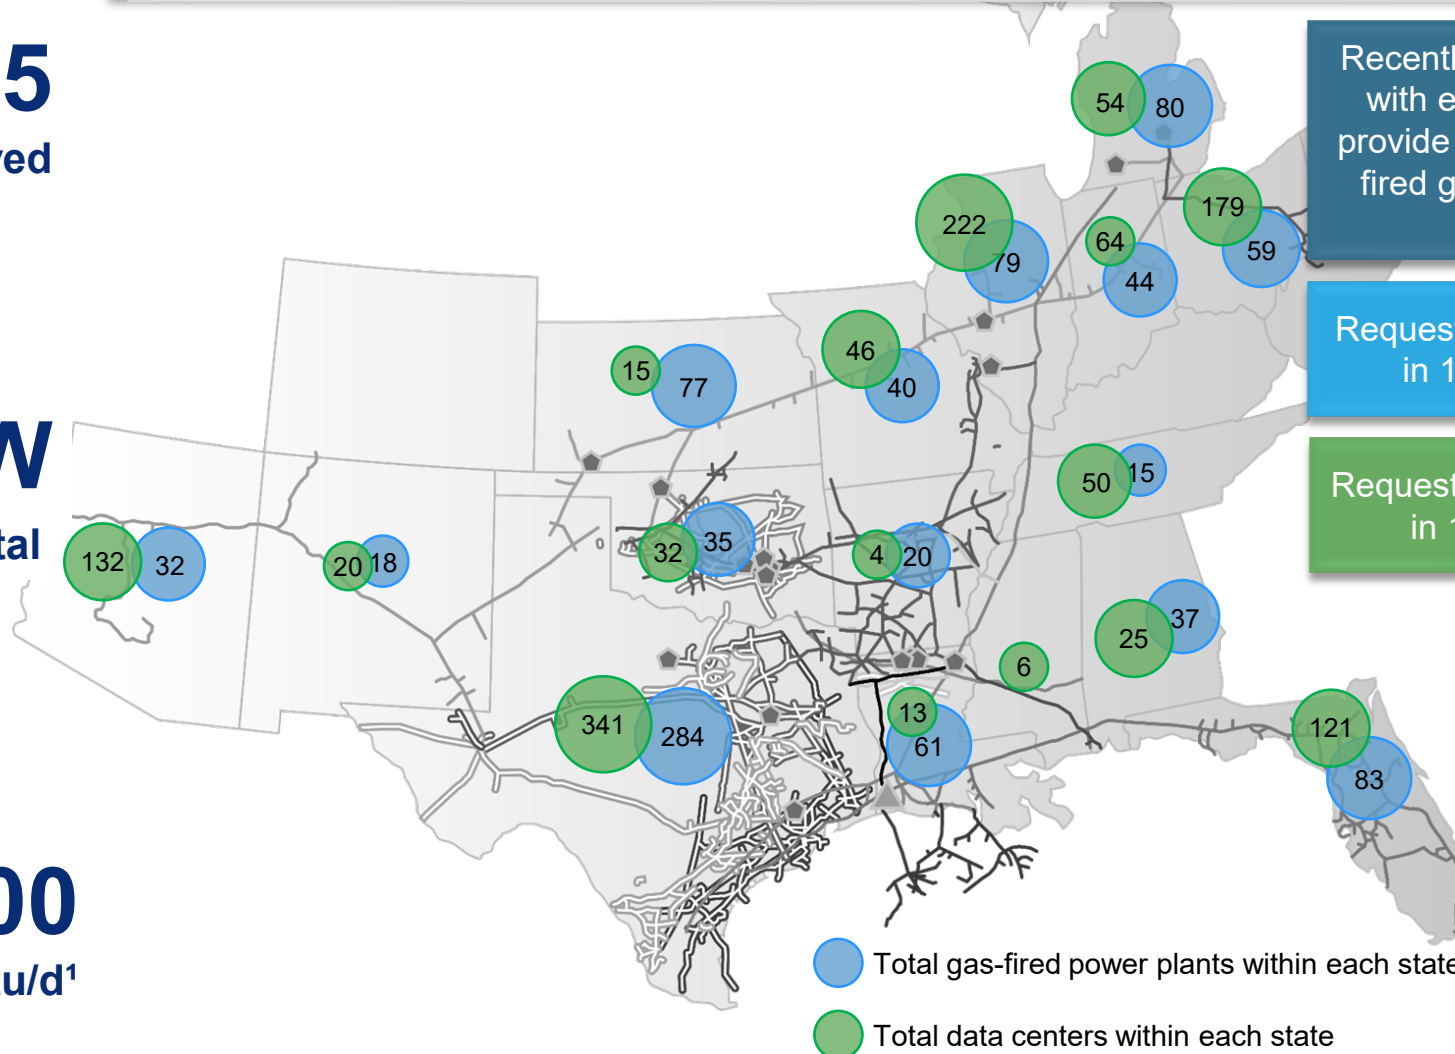 5
ved
W
tal
00
tu/d¹
Recentl
with e
provide
fired g
Reques
in 1
Request
in
54
80
222
79
64
44
179
59
15
77
46
40
50
15
132
32
20
18
32
35
4
20
6
25
37
341
284
13
61
121
83
Total gas-fired power plants within each state
Total data centers within each state